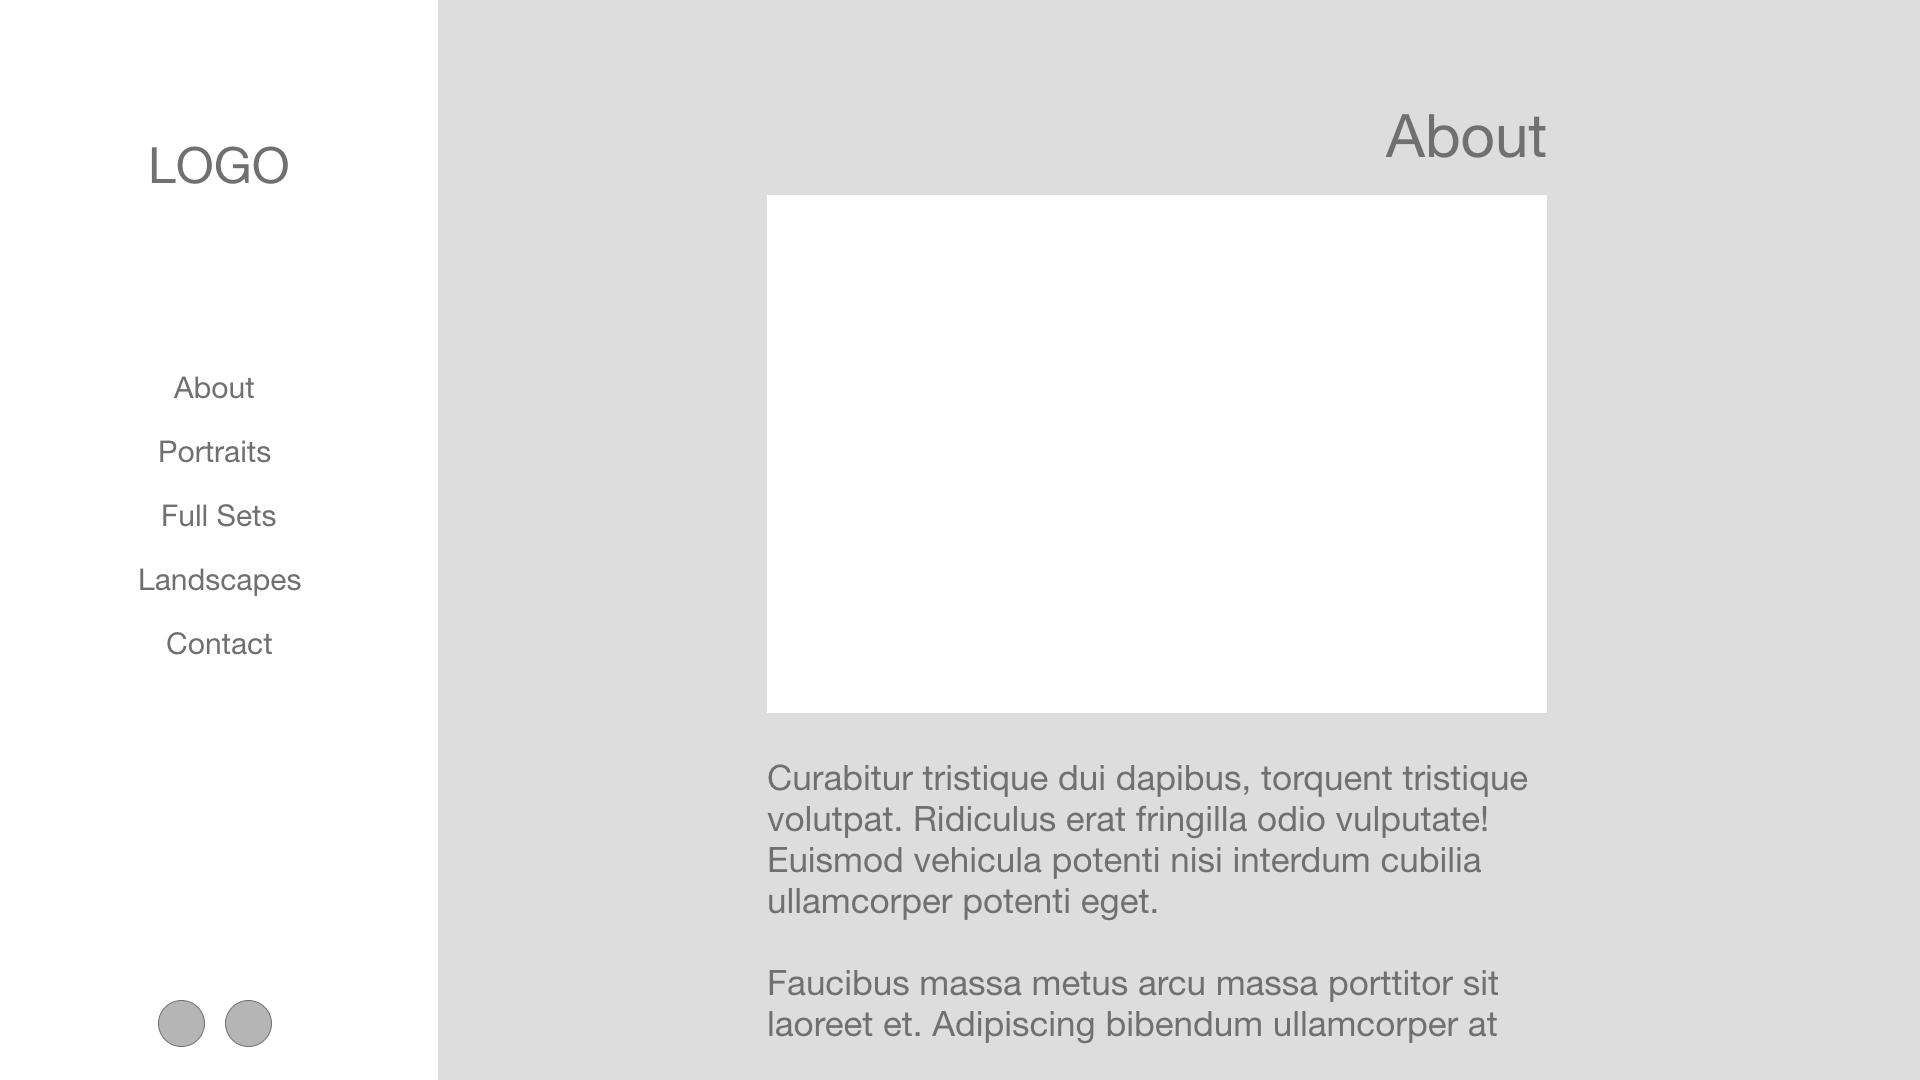 LOGO
About
Portraits
Full Sets
Landscapes
Contact
About
Curabitur tristique dui dapibus, torquent tristique
volutpat. Ridiculus erat fringilla odio vulputate!
Euismod vehicula potenti nisi interdum cubilia
ullamcorper potenti eget.
Faucibus massa metus arcu massa porttitor sit
laoreet et. Adipiscing bibendum ullamcorper at